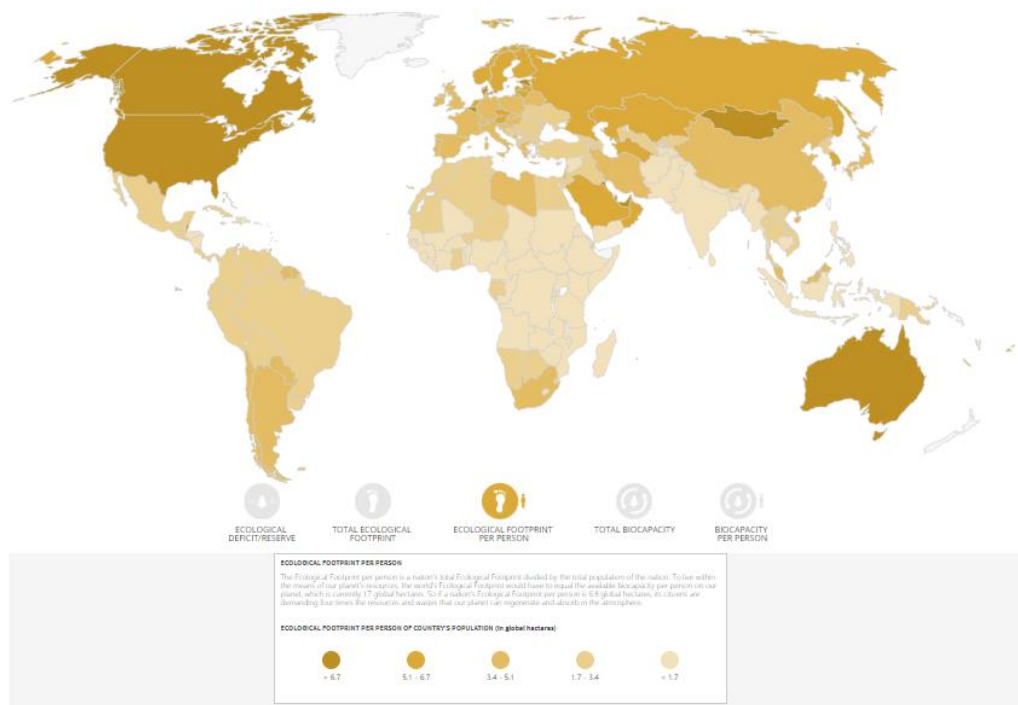 ECOLOGICAL
DEFICIT/RESERVE
TOTAL ECOLOGICAL
FOOTPRINT
ECOLOGICAL FOOTPRINT
PER PERSON
TOTAL BIOCAPACITY
BIOCAPACITY
PER PERSON
ECOLOGICAL FOOTPRINT PER PERSON
The Ecological Footprint per person is a nation's total Ecological Footprint divided by the total population of the nation. To live within
the means of our planet's resources, the world's Ecological Footprint would have to equal the available biocapacity per person on our
planet, which is currently 1.7 global hectares. So if a nation's Ecological Footprint per person is 6.8 global hectares, its citizens are
demanding four times the resources and wastes that our planet can regenerate and absorb in the atmosphere.
ECOLOGICAL FOOTPRINT PER PERSON OF COUNTRY'S POPULATION (in global hectares)
> 6.7
5.1 - 6.7
3.4 - 5.1
1.7 - 3.4
< 1.7